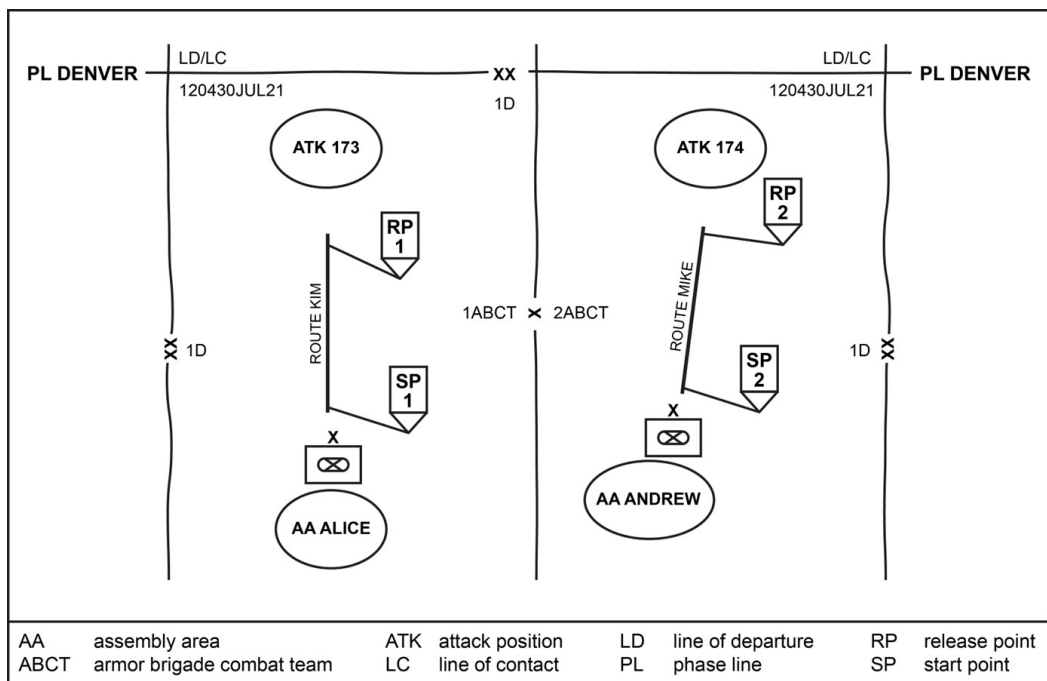 LD/LC
LD/LC
PL DENVER
XX
PL DENVER
120430JUL21
1D
120430JUL21
ATK 173
ATK 174
RP
1
RP
2
ROUTE KIM
ROUTE MIKE
1ABCT X 2ABCT
XX 1D
1D XX
SP
1
SP
2
X
X
AA ALICE
AA ANDREW
AA assembly area ATK attack position LD line of departure RP release point
ABCT armor brigade combat team LC line of contact PL phase line SP start point